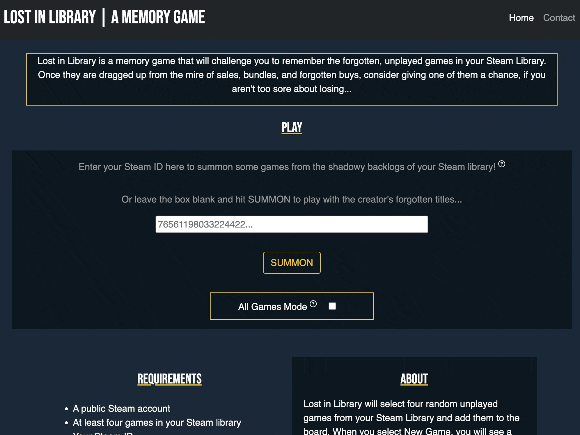 LOST IN LIBRARY | A MEMORY GAME
Home Contact
Lost in Library is a memory game that will challenge you to remember the forgotten, unplayed games in your Steam Library.
Once they are dragged up from the mire of sales, bundles, and forgotten buys, consider giving one of them a chance, if you
aren't too sore about losing...
PLAY
Enter your Steam ID here to summon some games from the shadowy backlogs of your Steam library! ?
Or leave the box blank and hit SUMMON to play with the creator's forgotten titles...
76561198033224422...
SUMMON
All Games Mode ?
REQUIREMENTS
• A public Steam account
• At least four games in your Steam library
Your Steam ID
ABOUT
Lost in Library will select four random unplayed
games from your Steam Library and add them to the
board. When you select New Game, you will see a